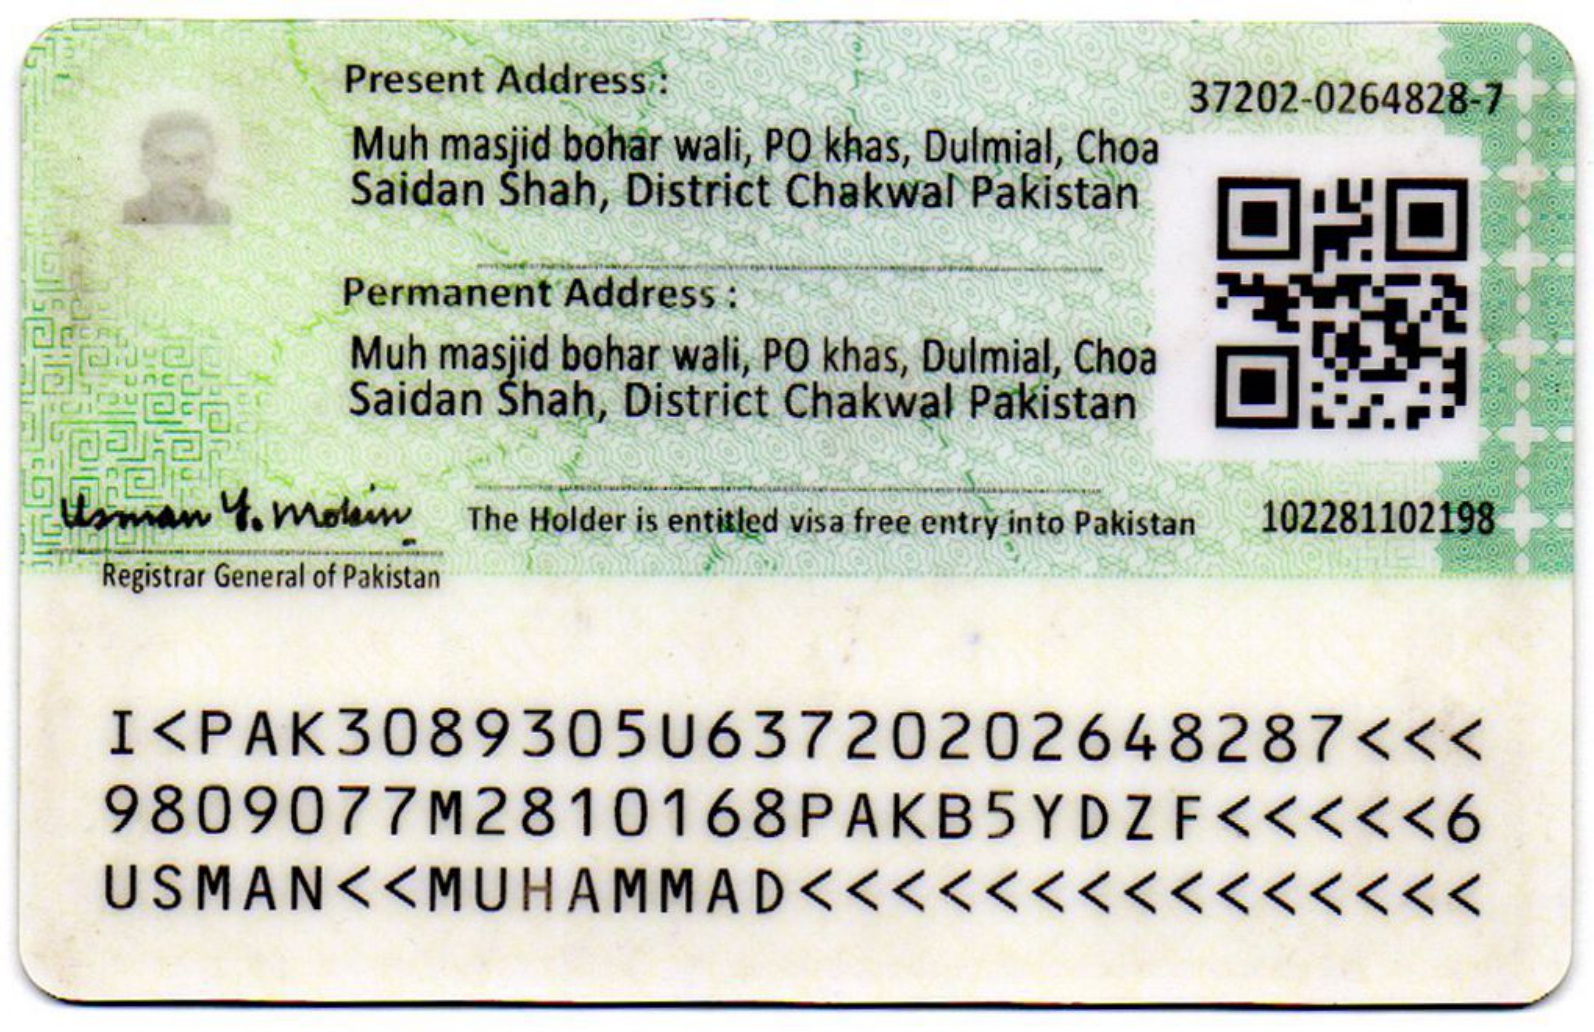 Present Address :
37202-0264828-7
Muh masjid bohar wali, PO khas, Dulmial, Choa
Saidan Shah, District Chakwal Pakistan
Permanent Address :
Muh masjid bohar wali, PO khas, Dulmial, Choa
Saidan Shah, District Chakwal Pakistan
Usman Y. Mobin
The Holder is entitled visa free entry into Pakistan
102281102198
Registrar General of Pakistan
I<PAK3089305U63720202648287<<<
9809077M2810168PAKB5YDZF<<<<<6
USMAN<<MUHAMMAD<<<<<<<<<<<<<<<